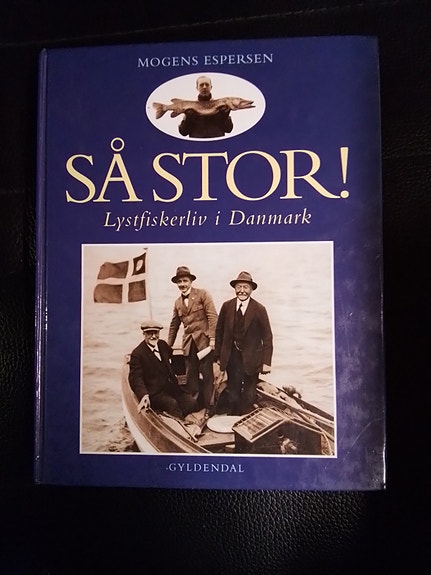 MOGENS ESPERSEN
SÅ STOR!
Lystfiskerliv i Danmark
GYLDENDAL